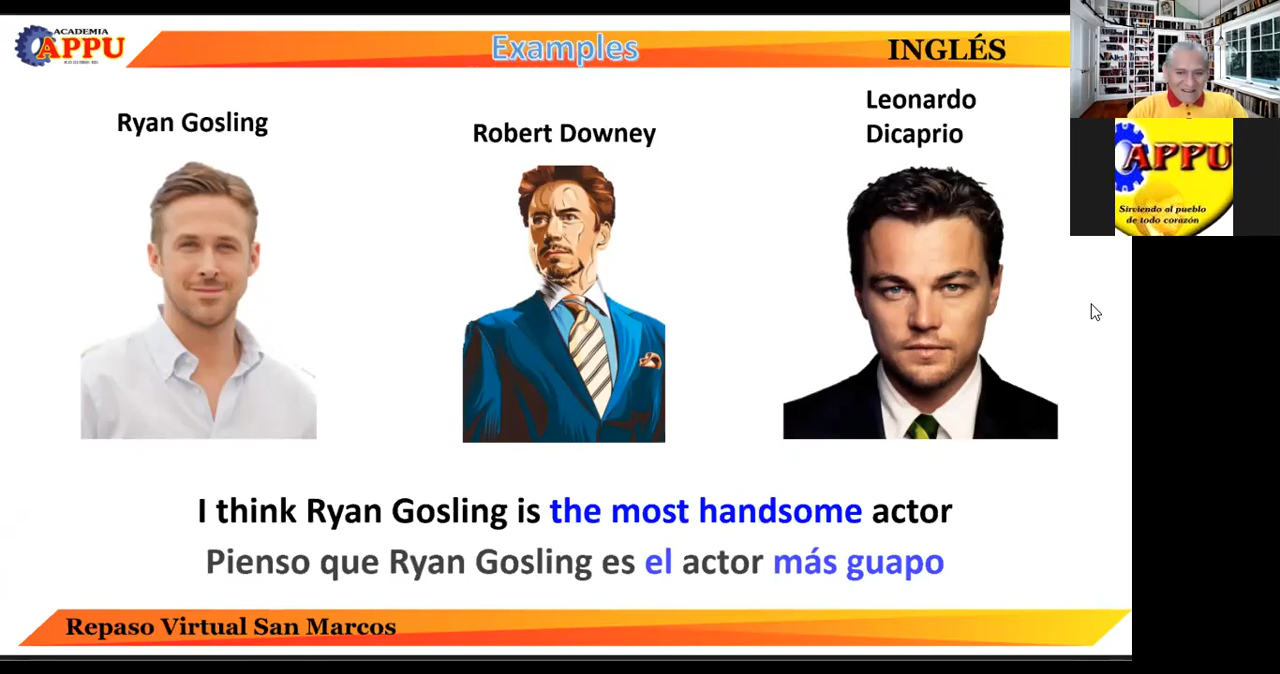 ACADEMIA
APPU
Examples
INGLÉS
Ryan Gosling
Robert Downey
Leonardo
Dicaprio
APPU
Sirviendo al pueblo
de todo corazón
I think Ryan Gosling is the most handsome actor
Pienso que Ryan Gosling es el actor más guapo
Repaso Virtual San Marcos